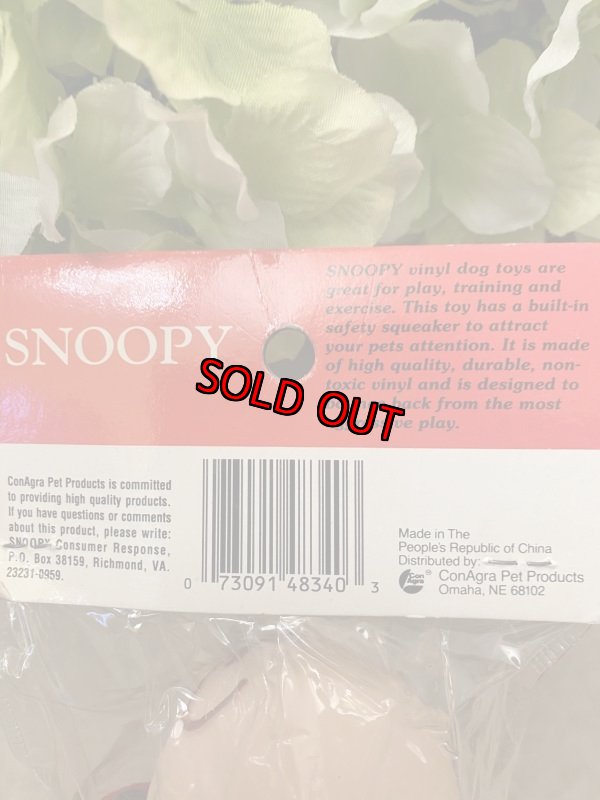 SNOOPY vinyl dog toys are
great for play, training and
exercise. This toy has a built-in
safety squeaker to attract
your pets attention. It is made
of high quality, durable, non-
toxic vinyl and is designed to
back from the most
play.
SNOOPY
SOLD OUT
ConAgra Pet Products is committed
to providing high quality products.
If you have questions or comments
about this product, please write:
SNOOPY Consumer Response,
P.O. Box 38159, Richmond, VA.
23231-0959.
0 73091 48340 3
Made in The
People's Republic of China
Distributed by:
ConAgra® ConAgra Pet Products
Omaha, NE 68102